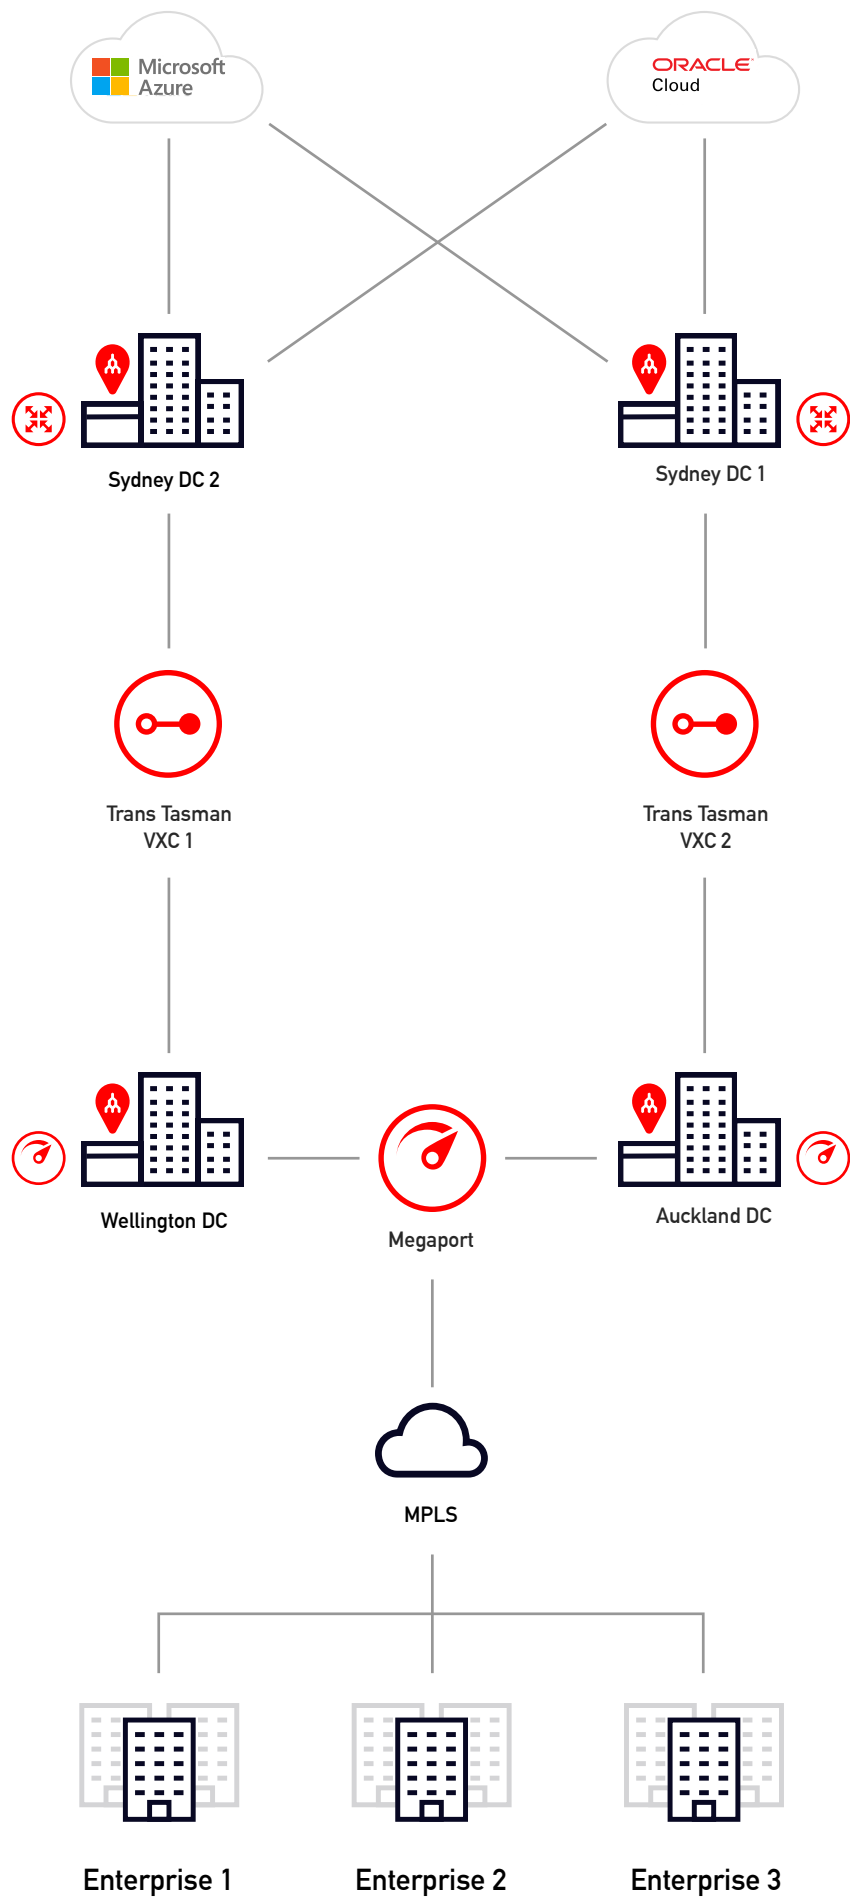 Microsoft
Azure
ORACLE
Cloud
Sydney DC 2
Sydney DC 1
Trans Tasman
VXC 1
Trans Tasman
VXC 2
Wellington DC
Megaport
Auckland DC
MPLS
Enterprise 1
Enterprise 2
Enterprise 3